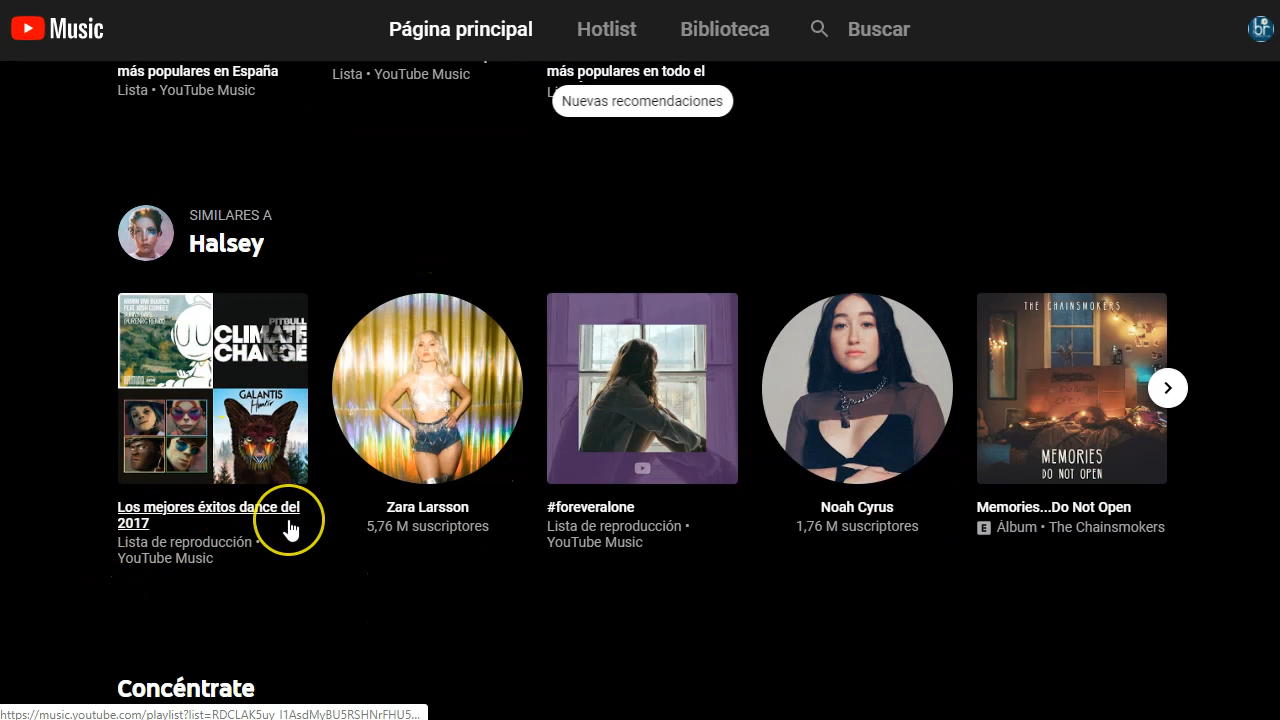 Music
Página principal
Hotlist
Biblioteca
Buscar
más populares en España
Lista • YouTube Music
Lista • YouTube Music
más populares en todo el
Nuevas recomendaciones
SIMILARES A
Halsey
PITBULL
CLIMATE
CHANGE
GALANTIS
THE CHAINSMOKERS
MEMORIES
DO NOT OPEN
Los mejores éxitos dance del
2017
Lista de reproducción •
YouTube Music
Zara Larsson
5,76 M suscriptores
#foreveralone
Lista de reproducción •
YouTube Music
Noah Cyrus
1,76 M suscriptores
Memories...Do Not Open
E Álbum • The Chainsmokers
Concéntrate